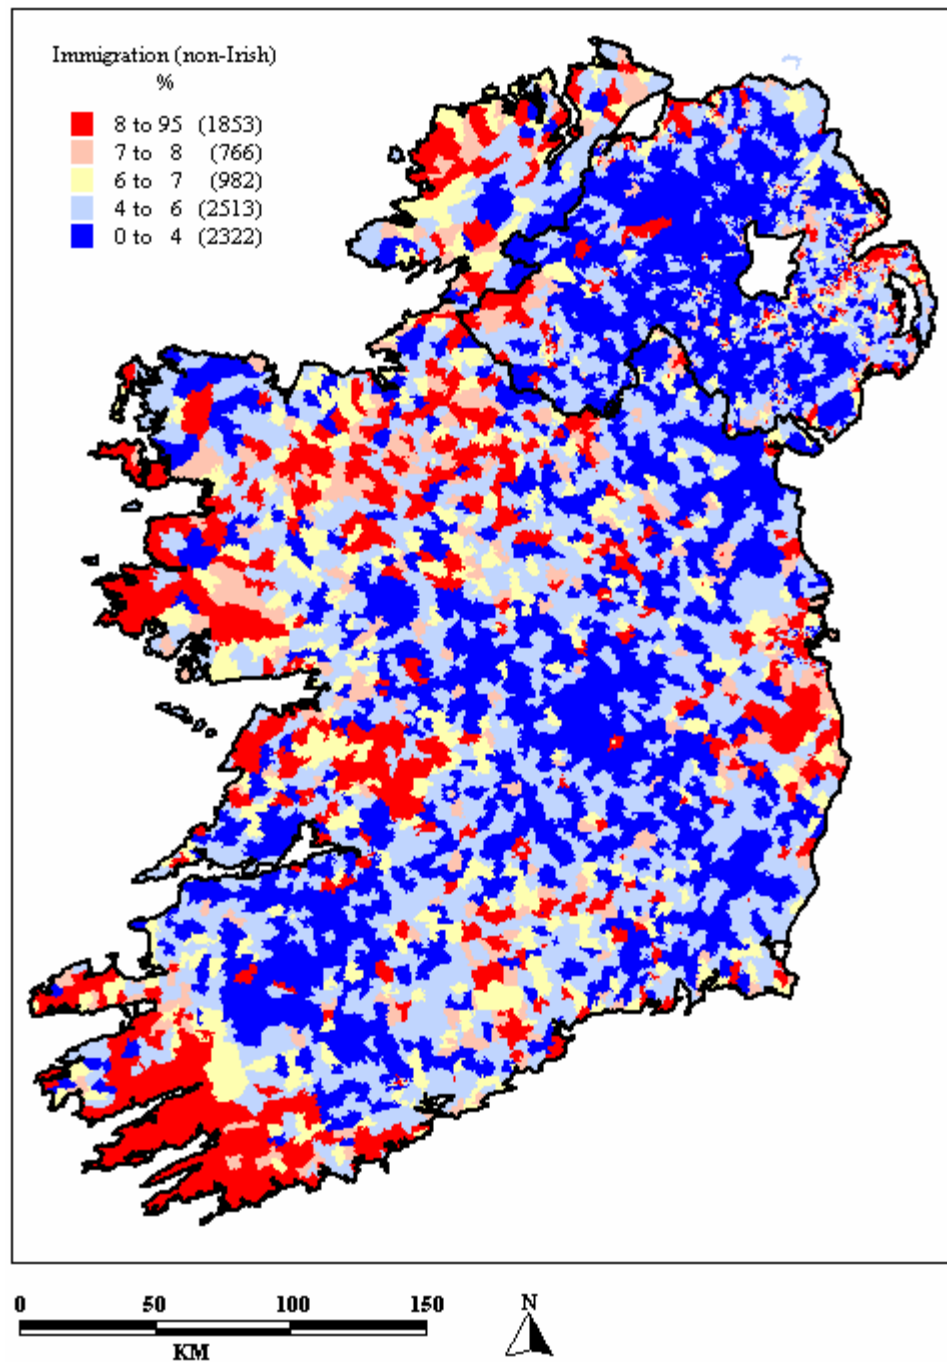 Immigration (non-Irish)
%
8 to 95 (1853)
7 to 8 (766)
6 to 7 (982)
4 to 6 (2513)
0 to 4 (2322)
0 50 100 150
KM
N